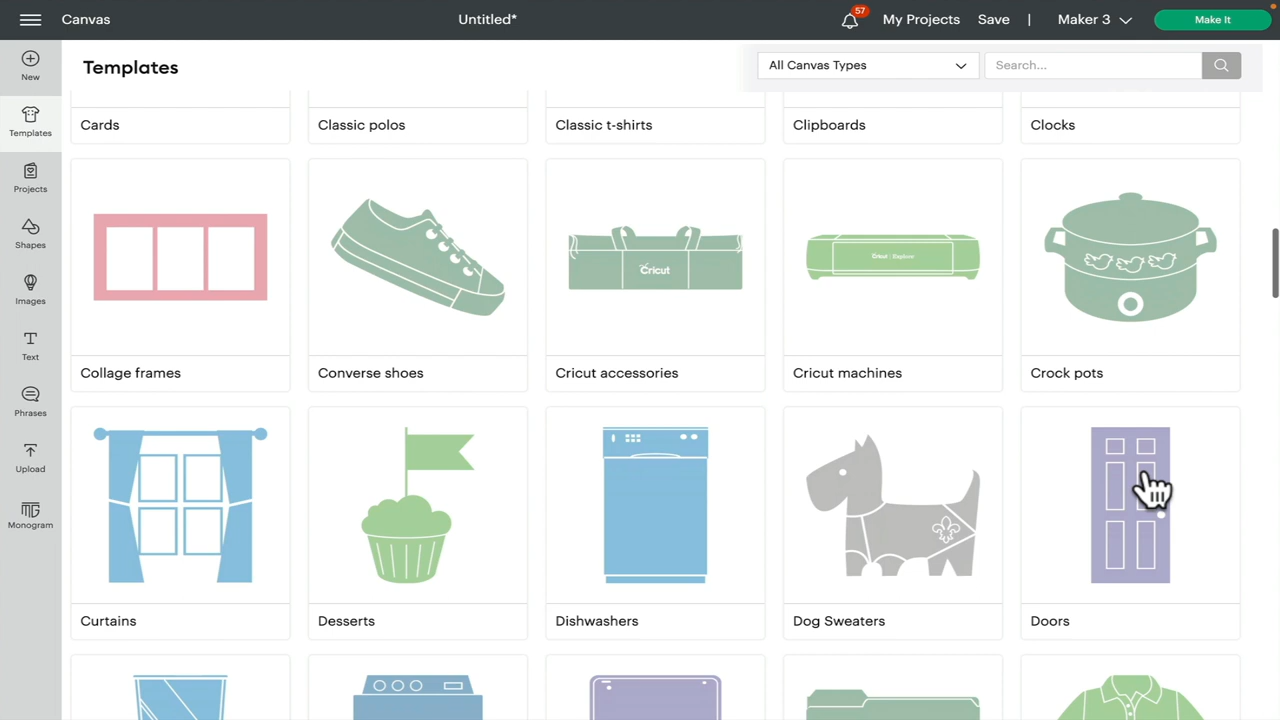 Canvas
Untitled*
57
My Projects
Save
|
Maker 3
Make It
New
Templates
Projects
Shapes
Images
Text
Phrases
Upload
Monogram
Templates
All Canvas Types
Search...
Cards
Classic polos
Classic t-shirts
Clipboards
Clocks
Cricut
Cricut | Explore
Collage frames
Converse shoes
Cricut accessories
Cricut machines
Crock pots
Curtains
Desserts
Dishwashers
Dog Sweaters
Doors